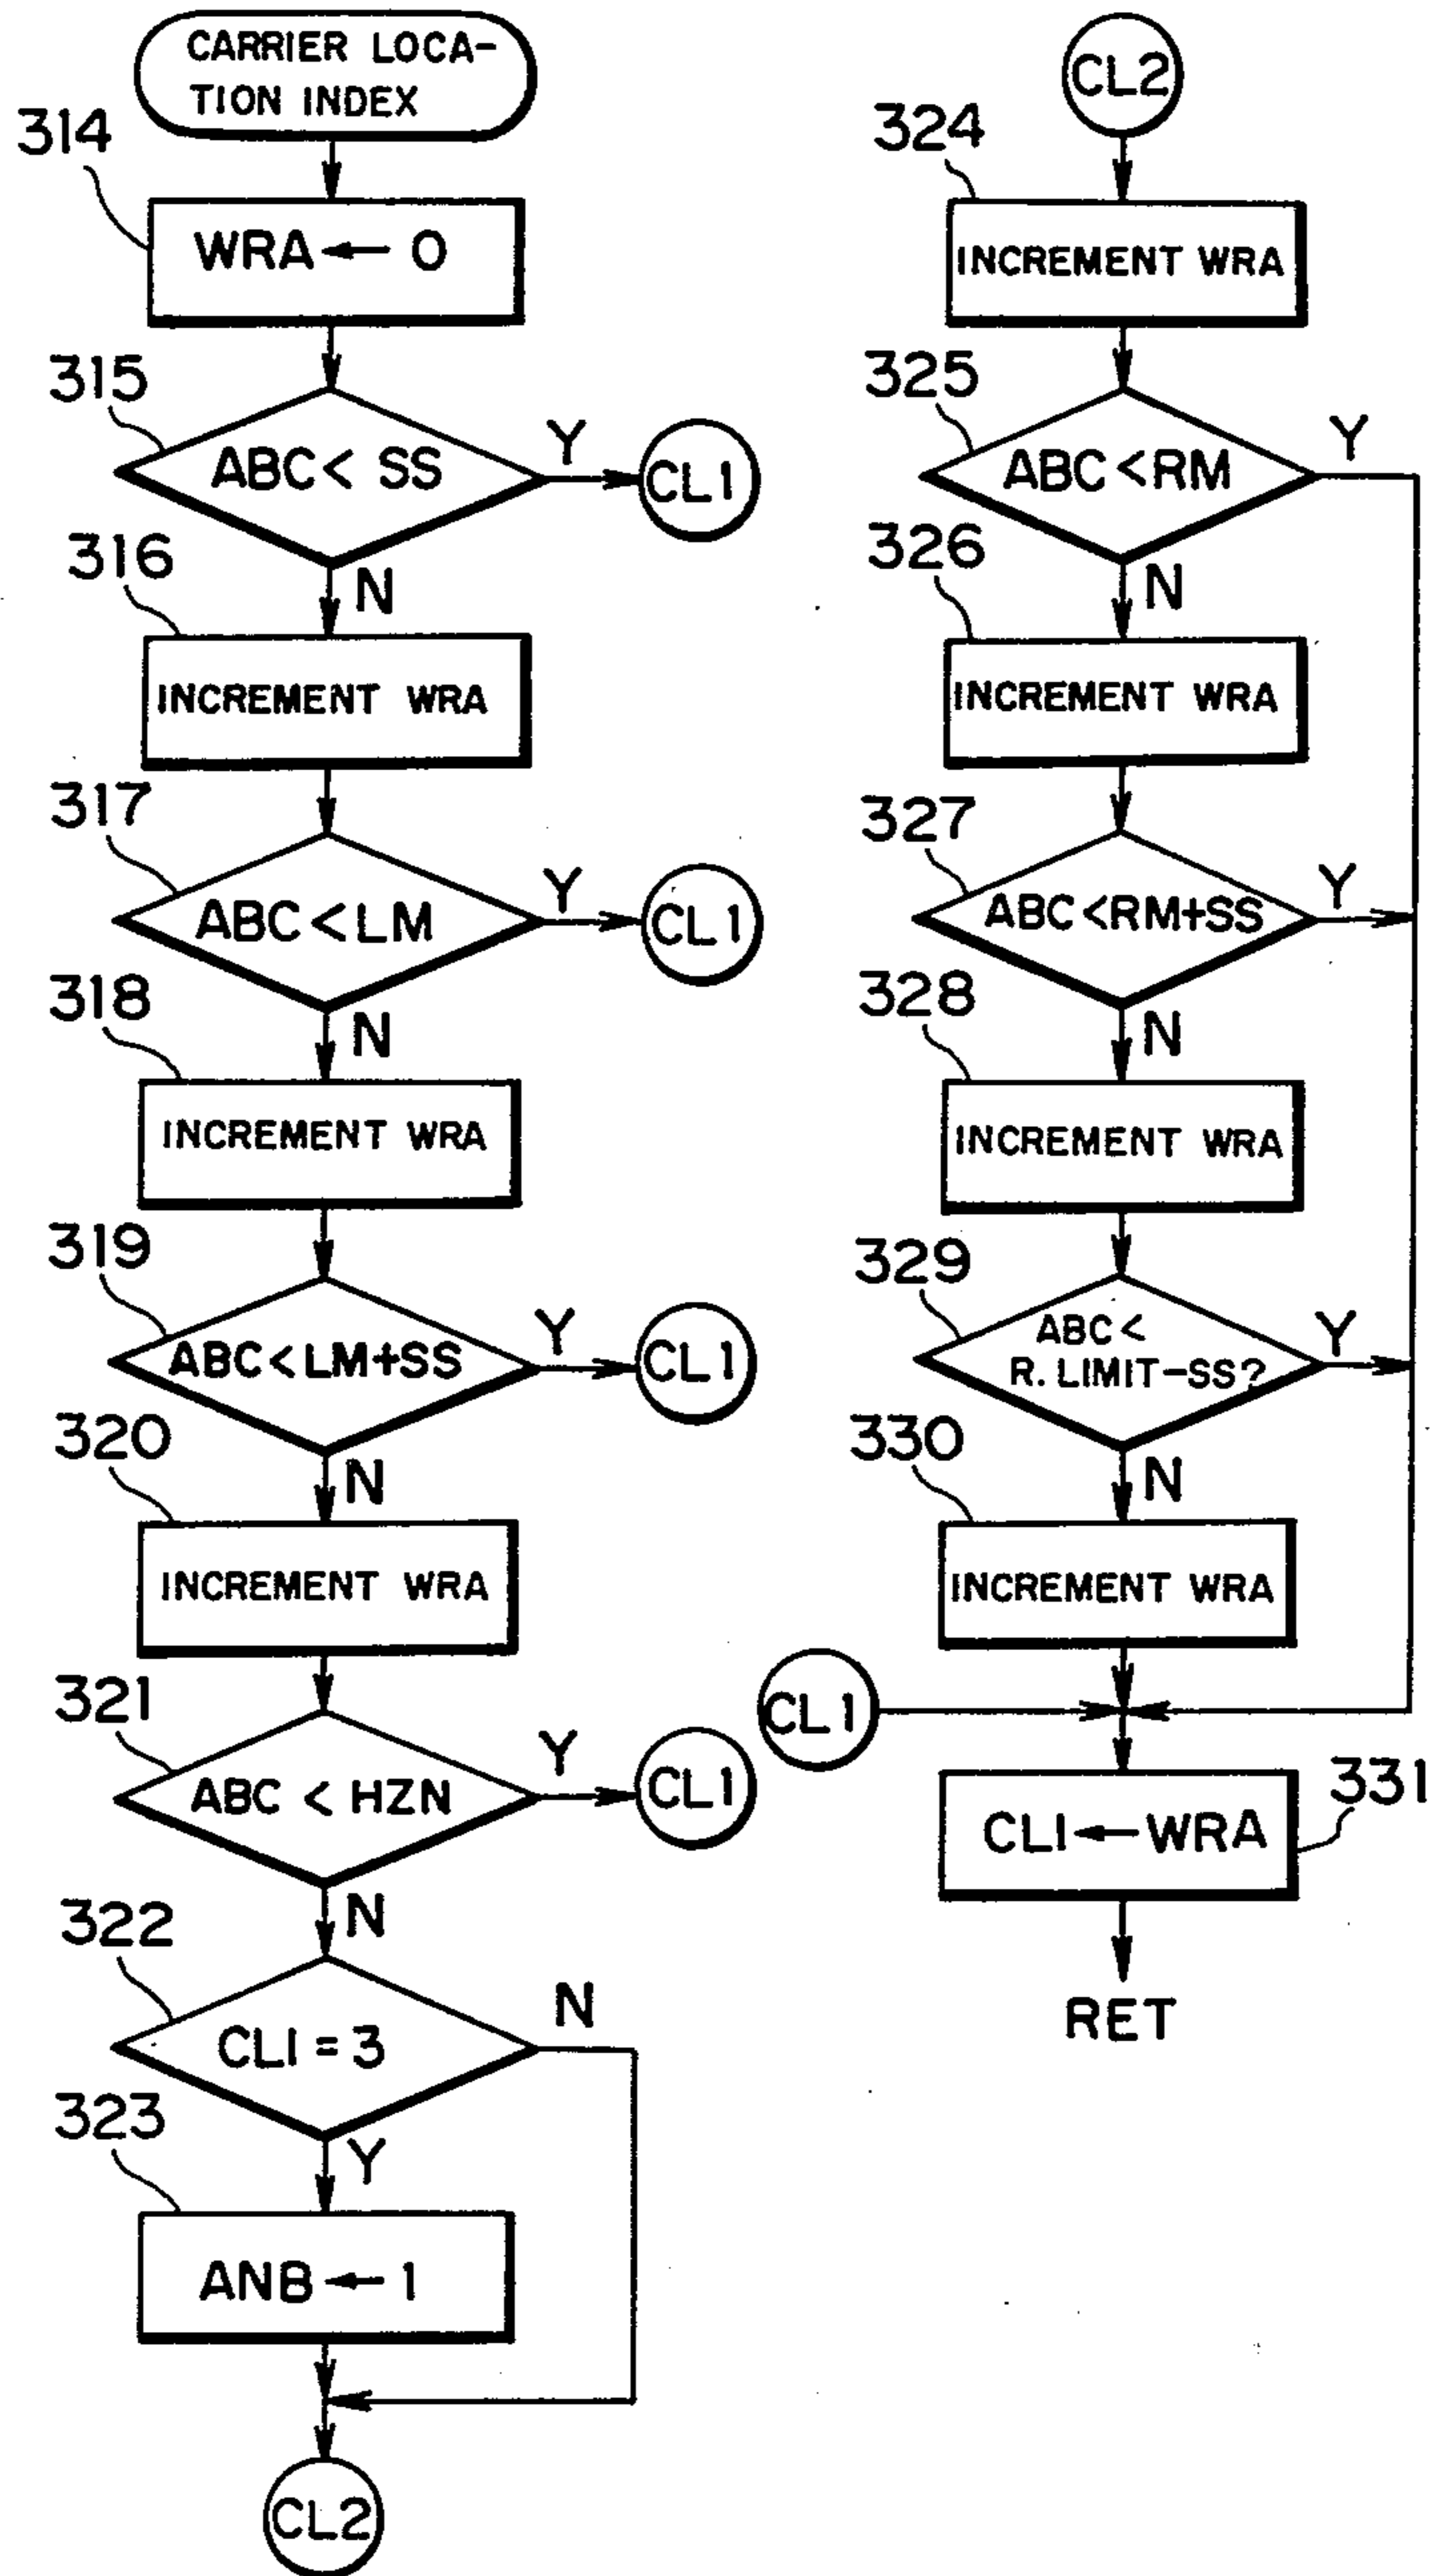 CARRIER LOCA-
TION INDEX
314
WRA ← 0
315
ABC < SS
Y
CL1
N
316
INCREMENT WRA
317
ABC < LM
Y
CL1
N
318
INCREMENT WRA
319
ABC < LM+SS
Y
CL1
N
320
INCREMENT WRA
321
ABC < HZN
Y
CL1
N
322
CLI = 3
N
Y
323
ANB ← 1
CL2
CL2
324
INCREMENT WRA
325
ABC < RM
Y
N
326
INCREMENT WRA
327
ABC < RM+SS
Y
N
328
INCREMENT WRA
329
ABC <
R. LIMIT-SS?
Y
N
330
INCREMENT WRA
CL1
331
CLI ← WRA
RET